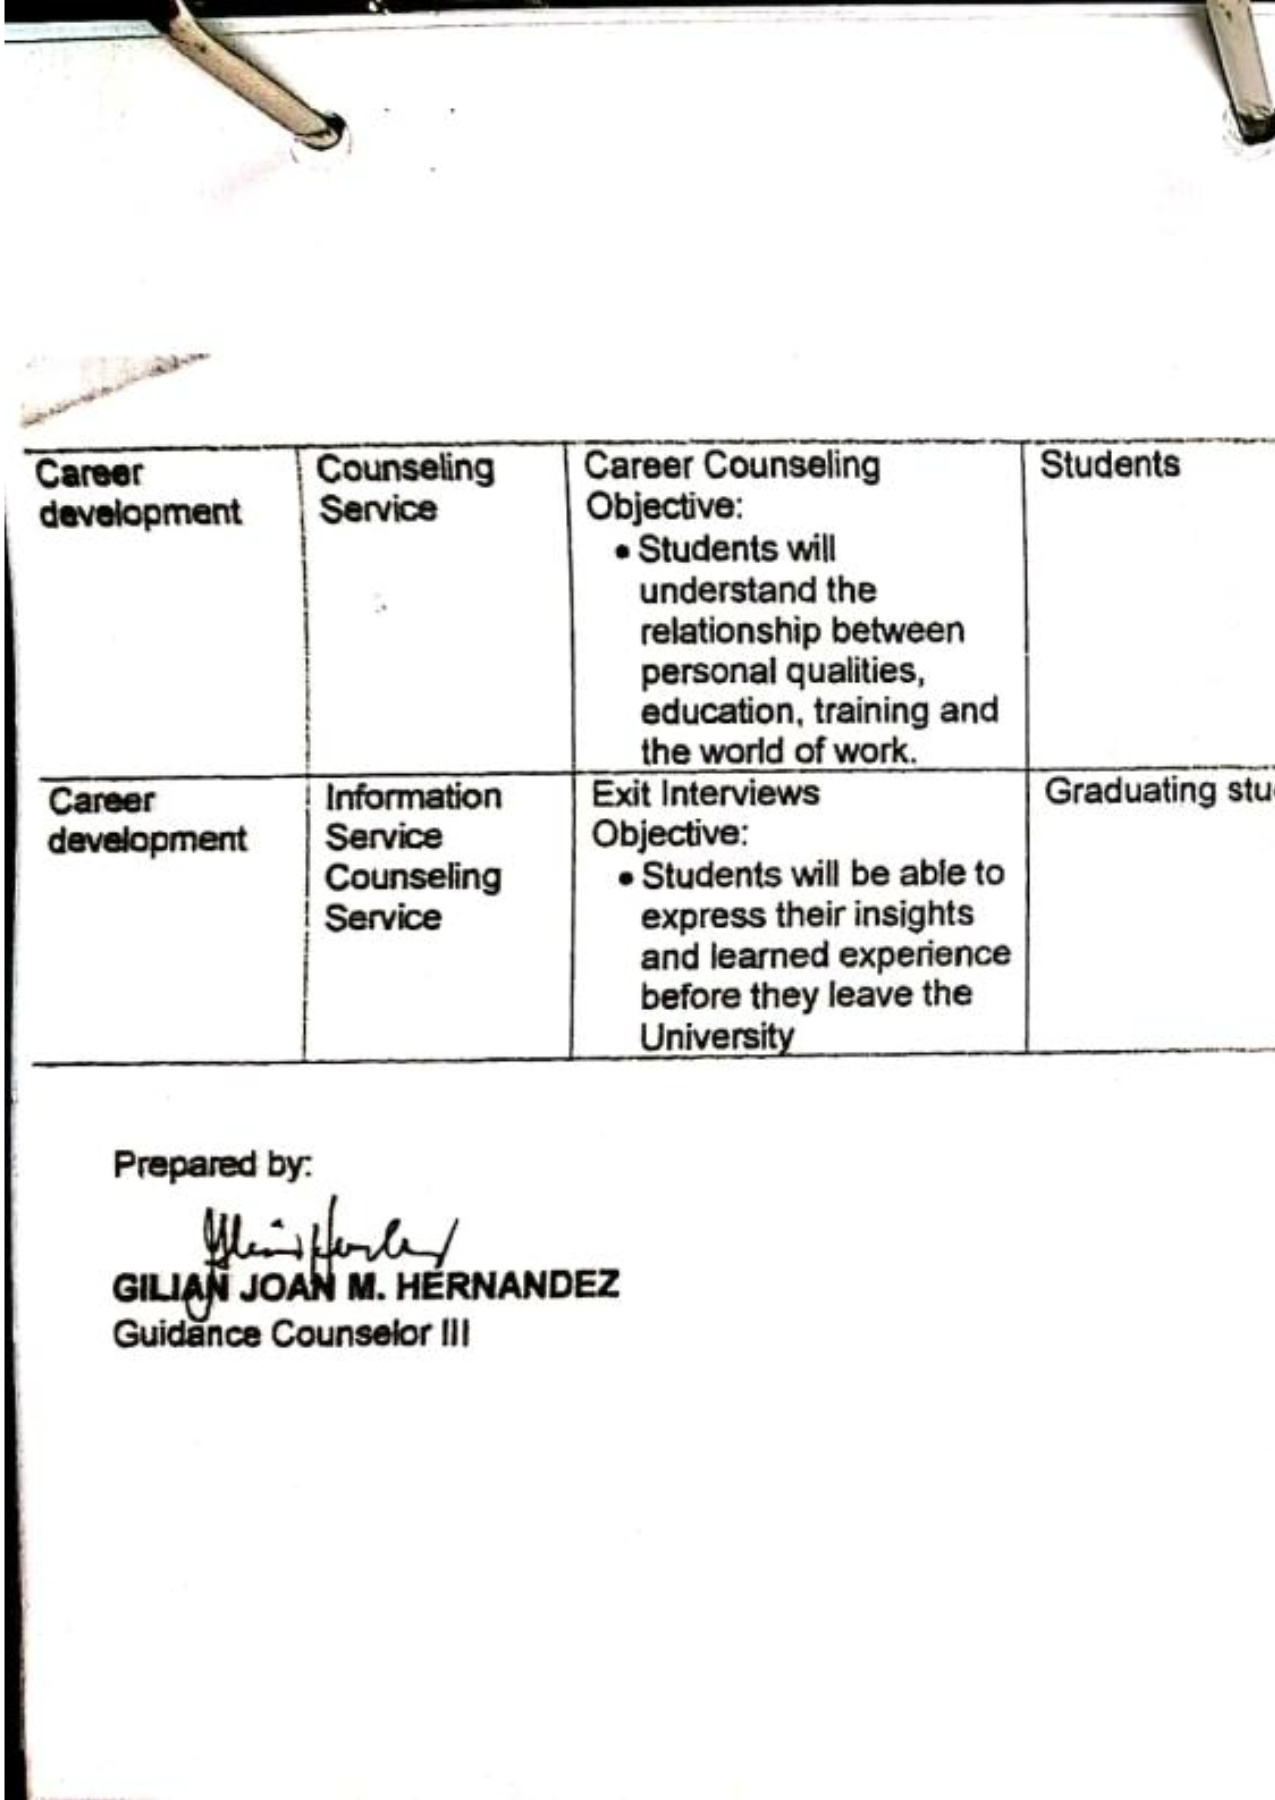 Career
development
Counseling
Service
Career Counseling
Objective:
• Students will
understand the
relationship between
personal qualities,
education, training and
the world of work.
Students
Career
development
Information
Service
Counseling
Service
Exit Interviews
Objective:
• Students will be able to
express their insights
and learned experience
before they leave the
University
Graduating stu
Prepared by:
GILIAN JOAN M. HERNANDEZ
Guidance Counselor III